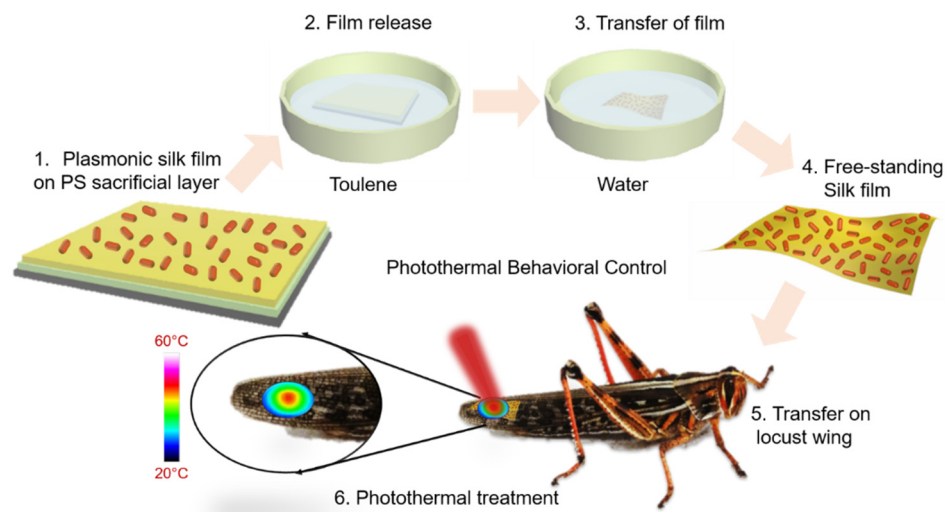 2. Film release
3. Transfer of film
1. Plasmonic silk film
on PS sacrificial layer
Toulene
Water
4. Free-standing
Silk film
Photothermal Behavioral Control
60°C
20°C
5. Transfer on
locust wing
6. Photothermal treatment